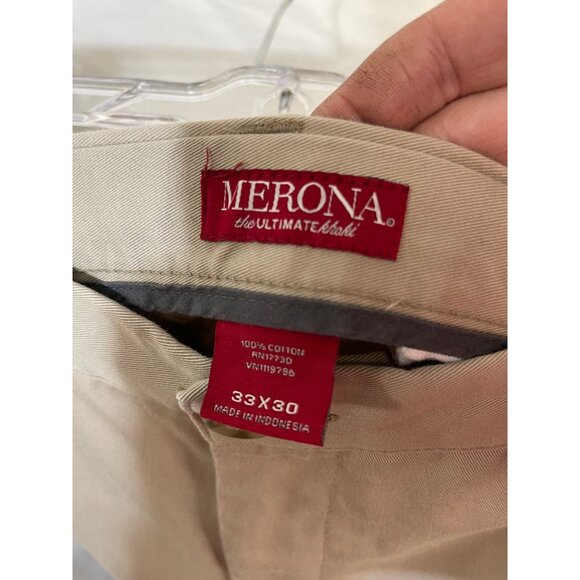 MERONA®
the ULTIMATE khaki
100% COTTON
RN17730
VN1119796
33X30
MADE IN INDONESIA